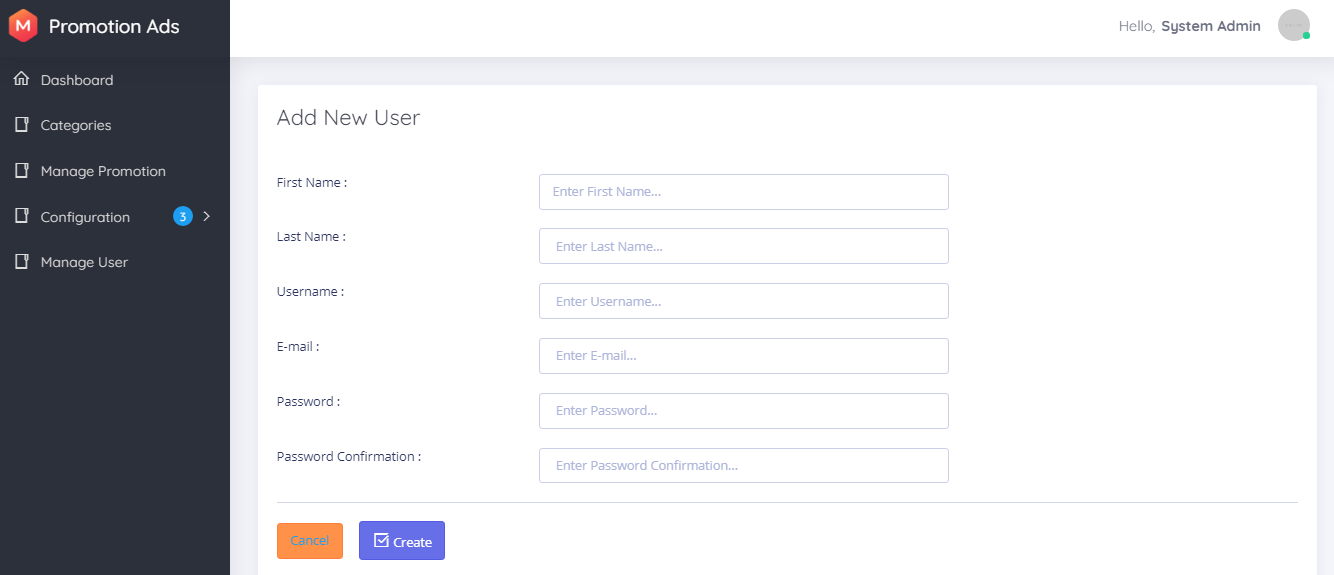 M Promotion Ads
Hello, System Admin
Dashboard
Categories
Manage Promotion
Configuration 3
Manage User
Add New User
First Name :
Enter First Name...
Last Name :
Enter Last Name...
Username :
Enter Username...
E-mail :
Enter E-mail...
Password :
Enter Password...
Password Confirmation :
Enter Password Confirmation...
Cancel
Create